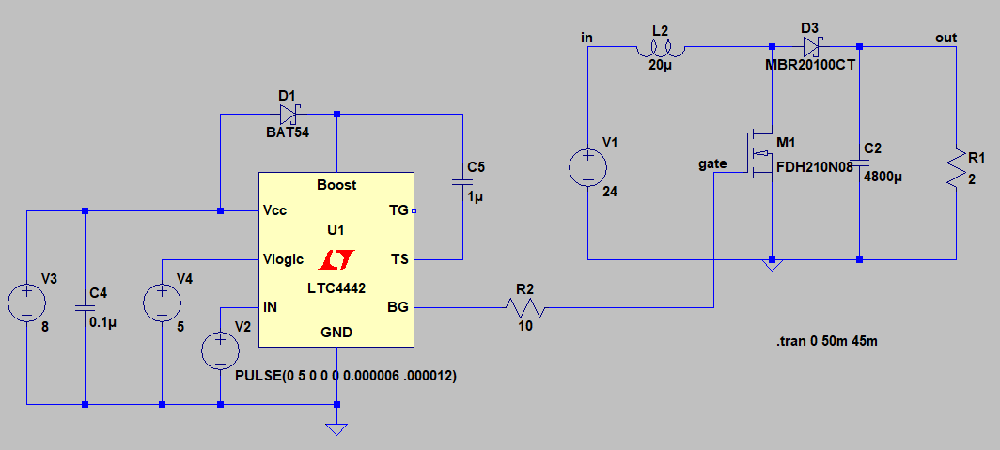 in
L2
20µ
D3
MBR20100CT
out
V1
24
gate
M1
FDH210N08
C2
4800µ
R1
2
D1
BAT54
C5
1µ
Boost
Vcc
TG
U1
Vlogic
TS
LTC4442
IN
BG
GND
V3
8
C4
0.1µ
V4
5
V2
PULSE(0 5 0 0 0 0.000006 .000012)
R2
10
.tran 0 50m 45m